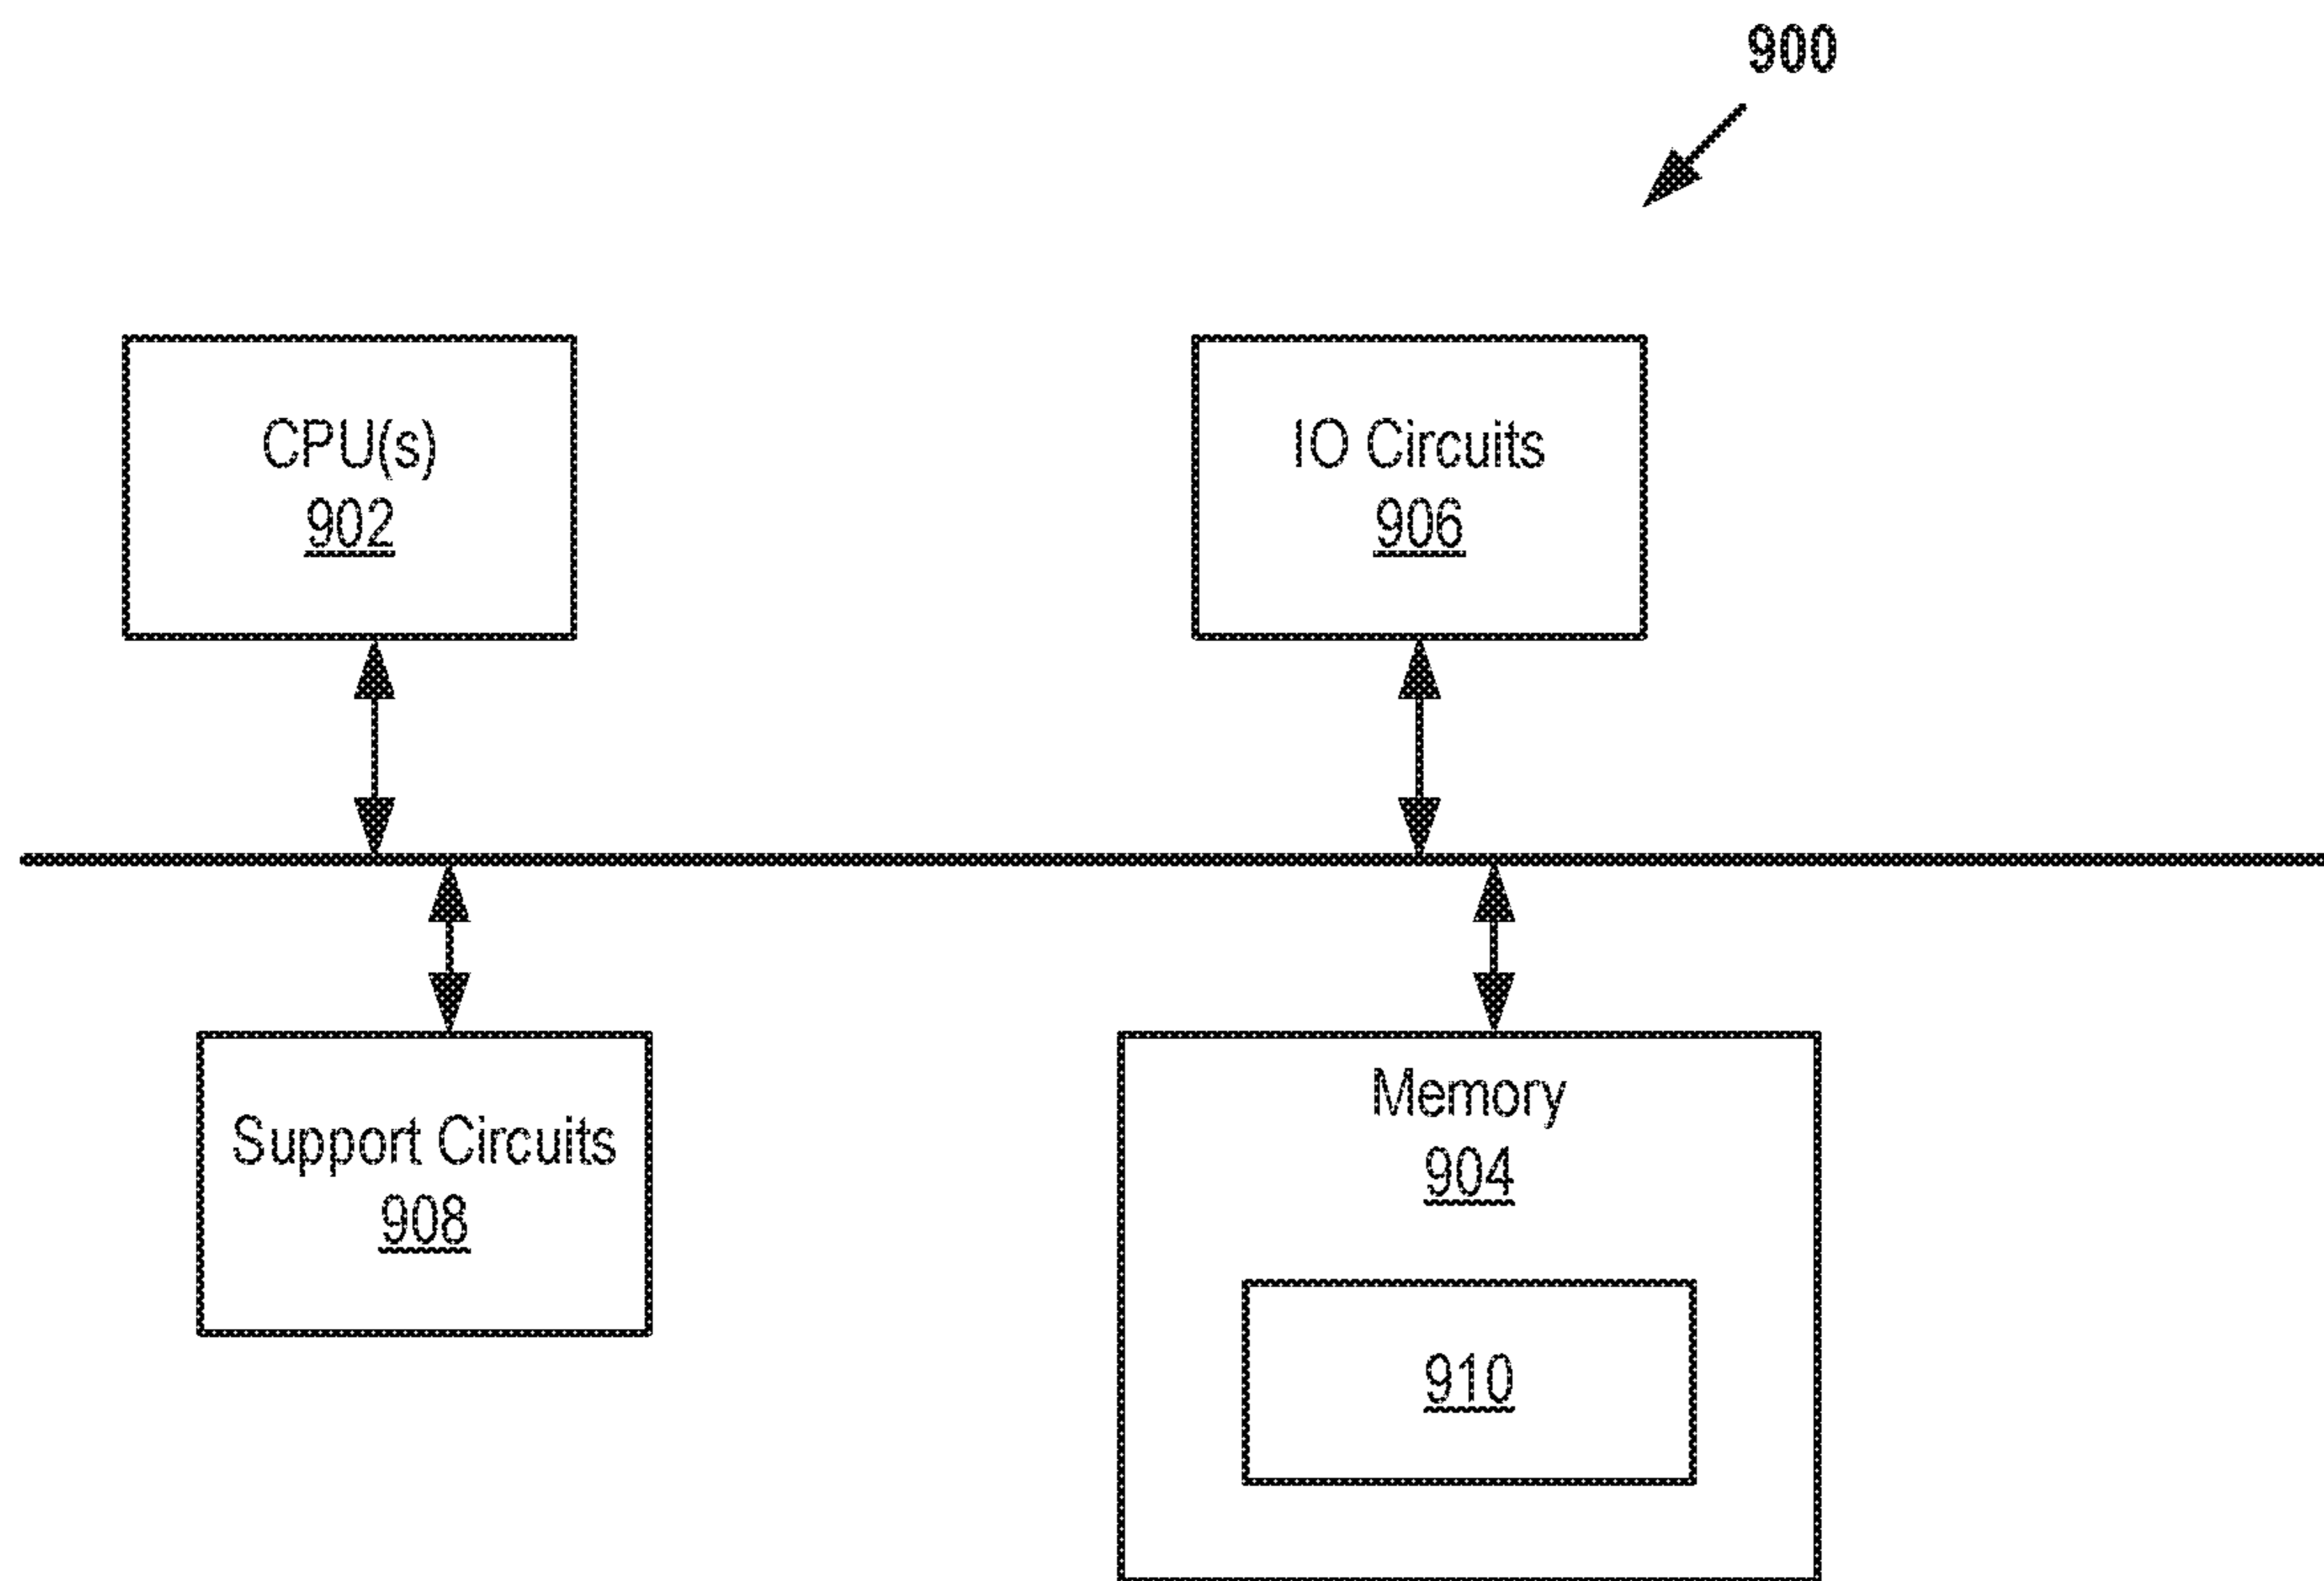 900
CPU(s)
902
IO Circuits
906
Support Circuits
908
Memory
904
910